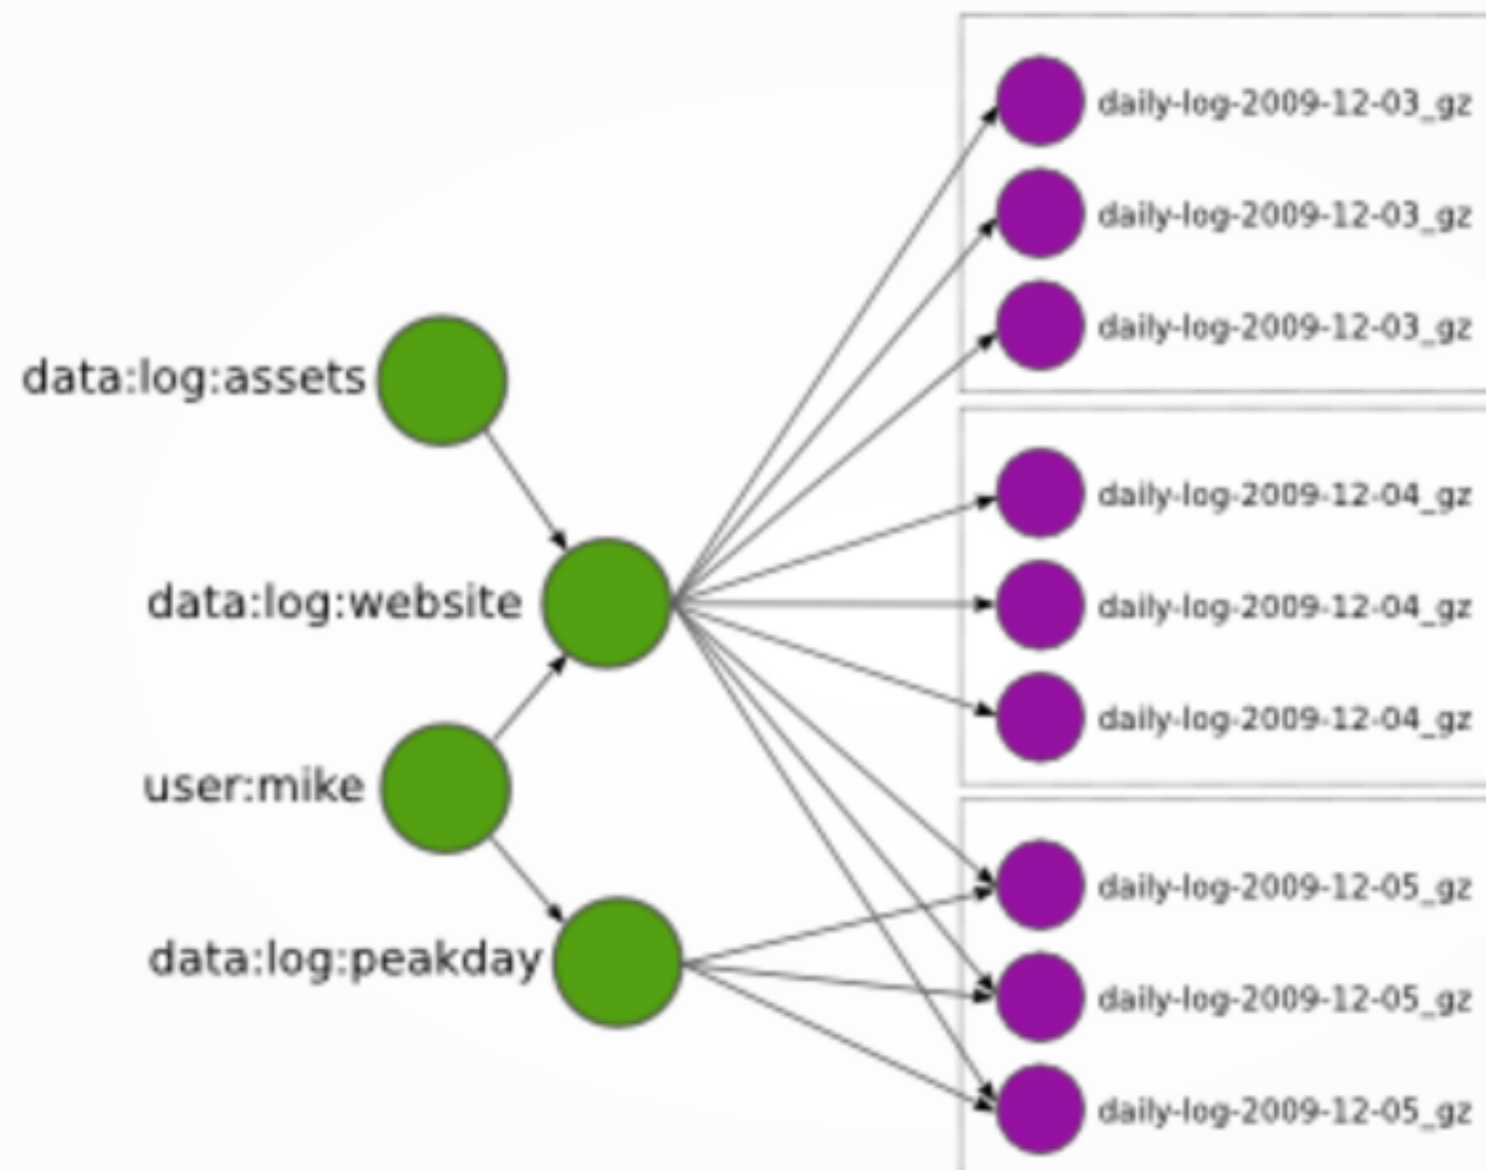 daily-log-2009-12-03_gz
daily-log-2009-12-03_gz
daily-log-2009-12-03_gz
data:log:assets
daily-log-2009-12-04_gz
data:log:website
daily-log-2009-12-04_gz
daily-log-2009-12-04_gz
user:mike
daily-log-2009-12-05_gz
data:log:peakday
daily-log-2009-12-05_gz
daily-log-2009-12-05_gz